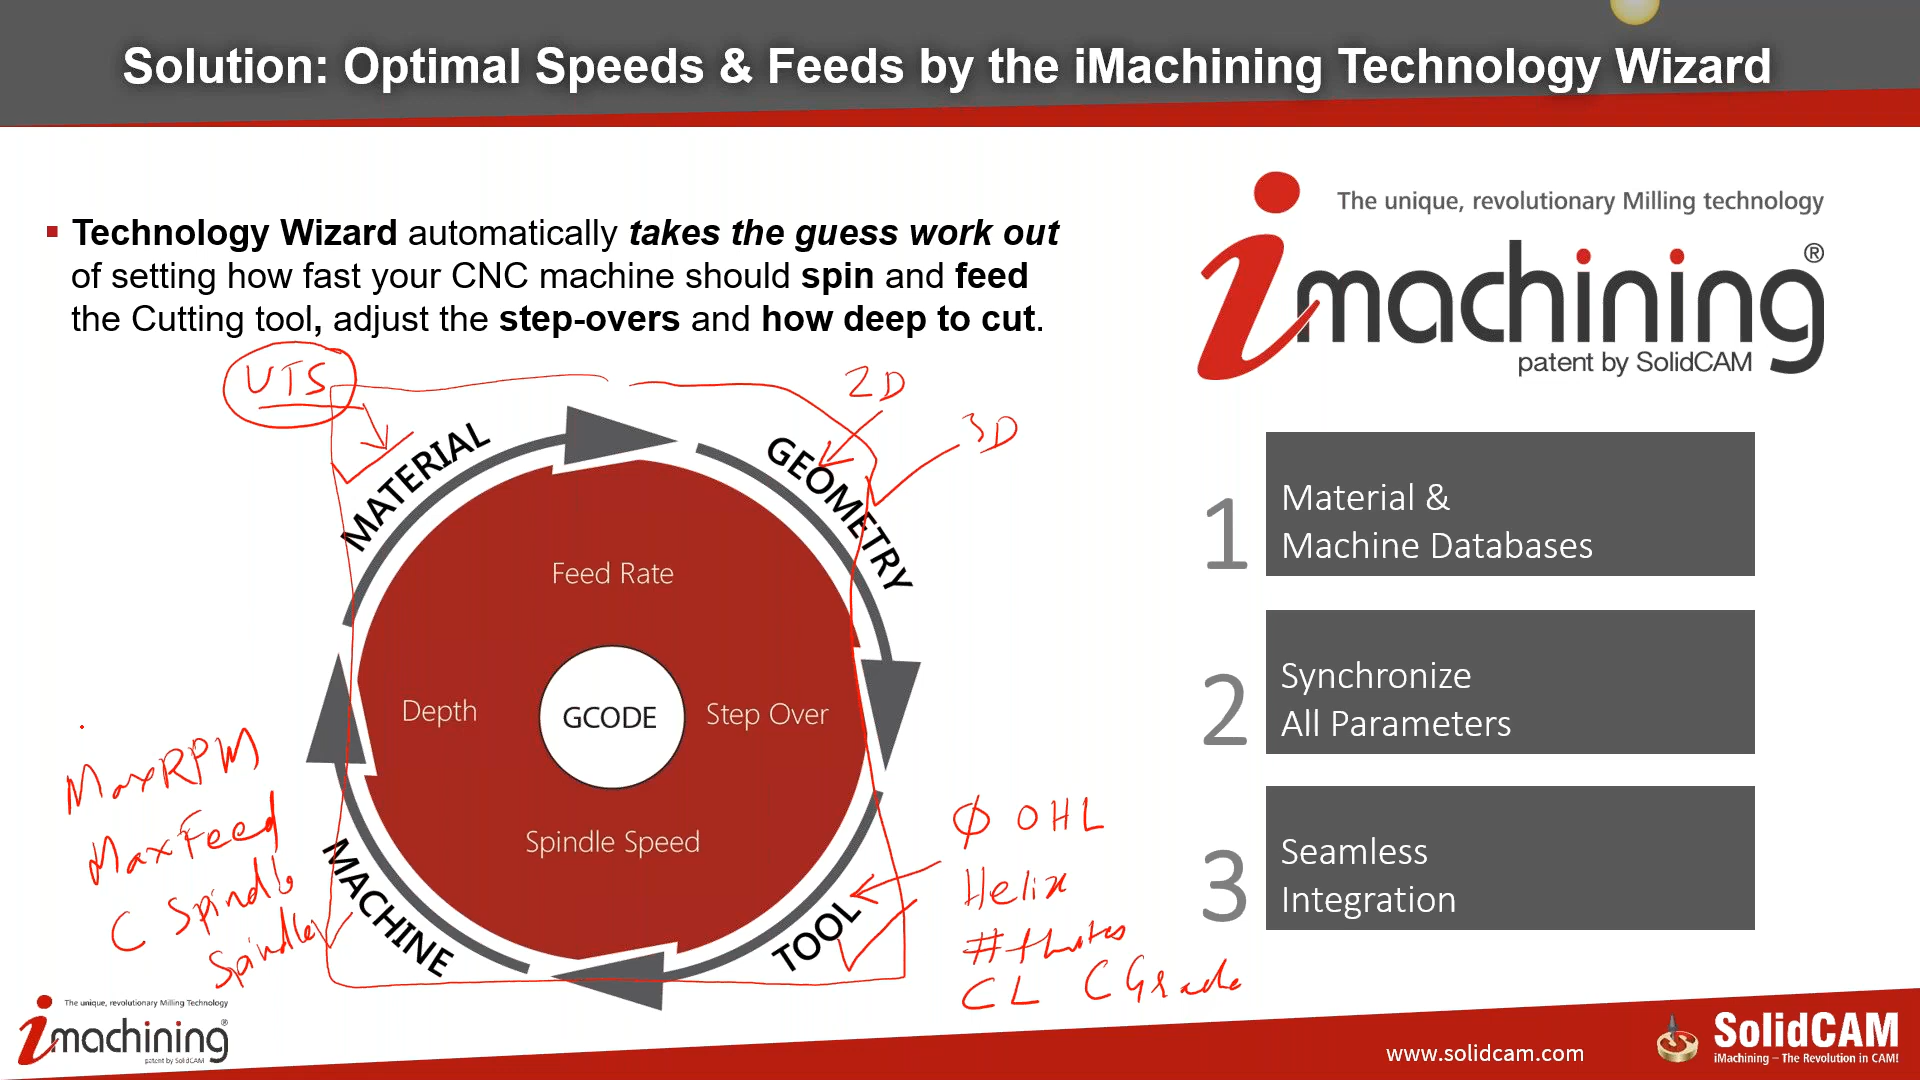 Solution: Optimal Speeds & Feeds by the iMachining Technology Wizard
Technology Wizard automatically takes the guess work out
of setting how fast your CNC machine should spin and feed
the Cutting tool, adjust the step-overs and how deep to cut.
The unique, revolutionary Milling technology
imachining®
patent by SolidCAM
UTS
2D
3D
MATERIAL
GEOMETRY
Feed Rate
Depth
GCODE
Step Over
Spindle Speed
MACHINE
TOOL
MaxRPM
MaxFeed
C Spindle
Spindle
Ø OHL
Helix
# flutes
CL C Grade
1
Material &
Machine Databases
2
Synchronize
All Parameters
3
Seamless
Integration
The unique, revolutionary Milling Technology
imachining®
patent by SolidCAM
www.solidcam.com
SolidCAM
iMachining – The Revolution in CAM!